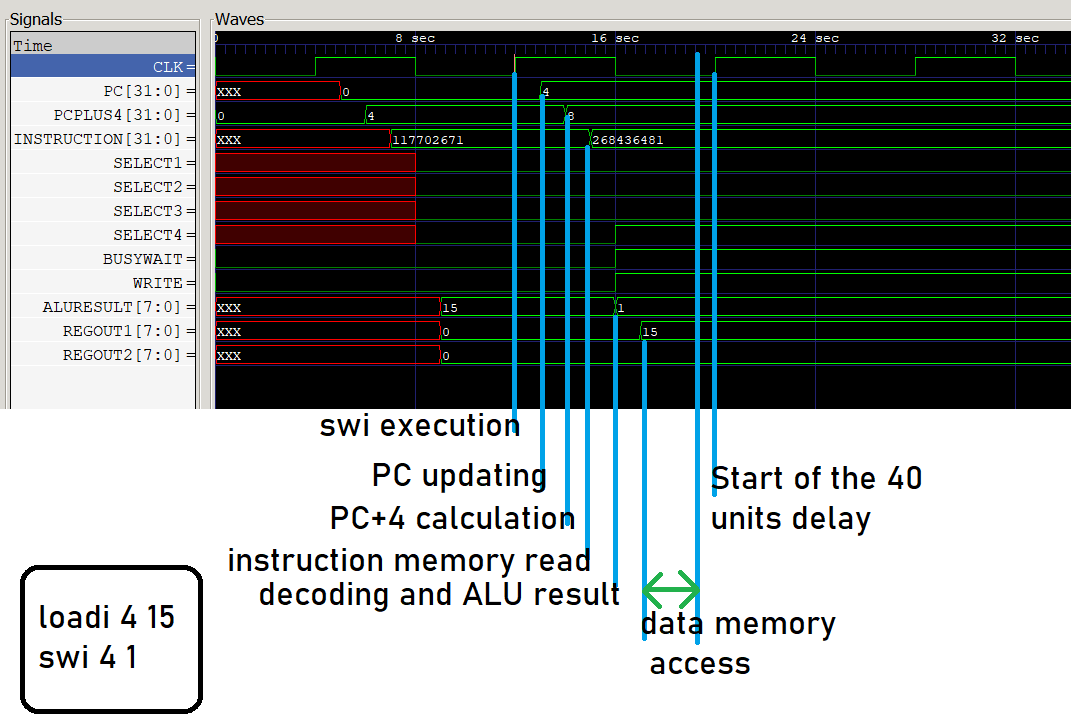 Signals
Waves
Time
0 8 sec 16 sec 24 sec 32 sec
CLK =
PC[31:0] = XXX 0 4
PCPLUS4[31:0] = 0 4 8
INSTRUCTION[31:0] = XXX 117702671 268436481
SELECT1 =
SELECT2 =
SELECT3 =
SELECT4 =
BUSYWAIT =
WRITE =
ALURESULT[7:0] = XXX 15 1
REGOUT1[7:0] = XXX 0 15
REGOUT2[7:0] = XXX 0
swi execution
PC updating
Start of the 40
units delay
PC+4 calculation
instruction memory read
decoding and ALU result
data memory
access
loadi 4 15
swi 4 1